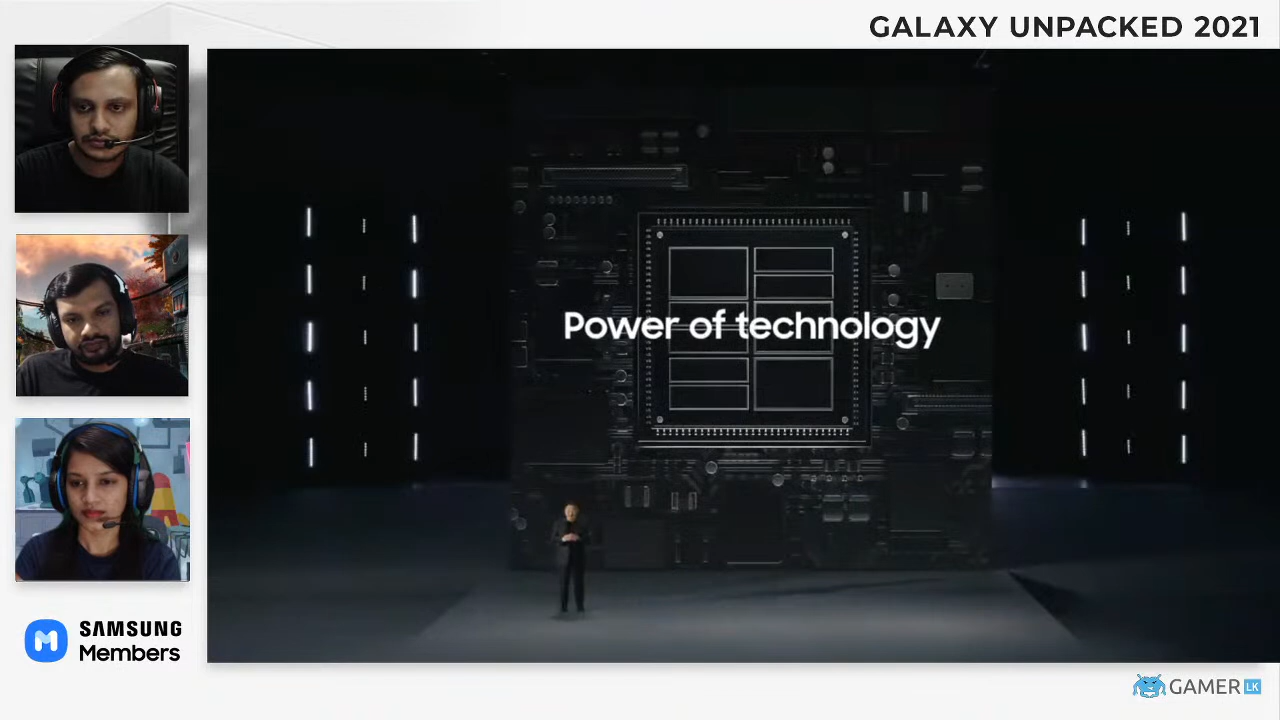 GALAXY UNPACKED 2021
Power of technology
SAMSUNG
Members
GAMER LK